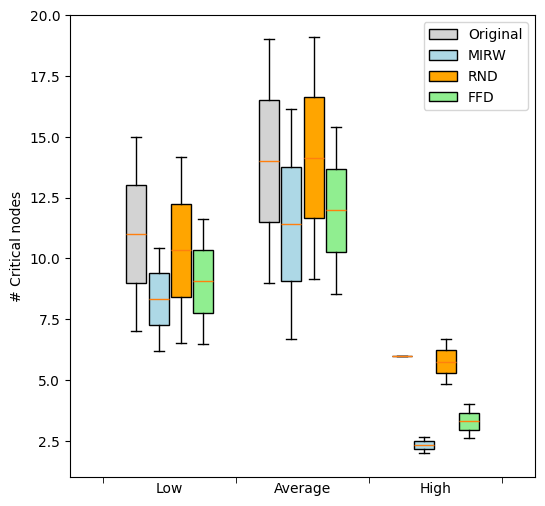 20.0
17.5
15.0
12.5
10.0
7.5
5.0
2.5
# Critical nodes
Low
Average
High
Original
MIRW
RND
FFD